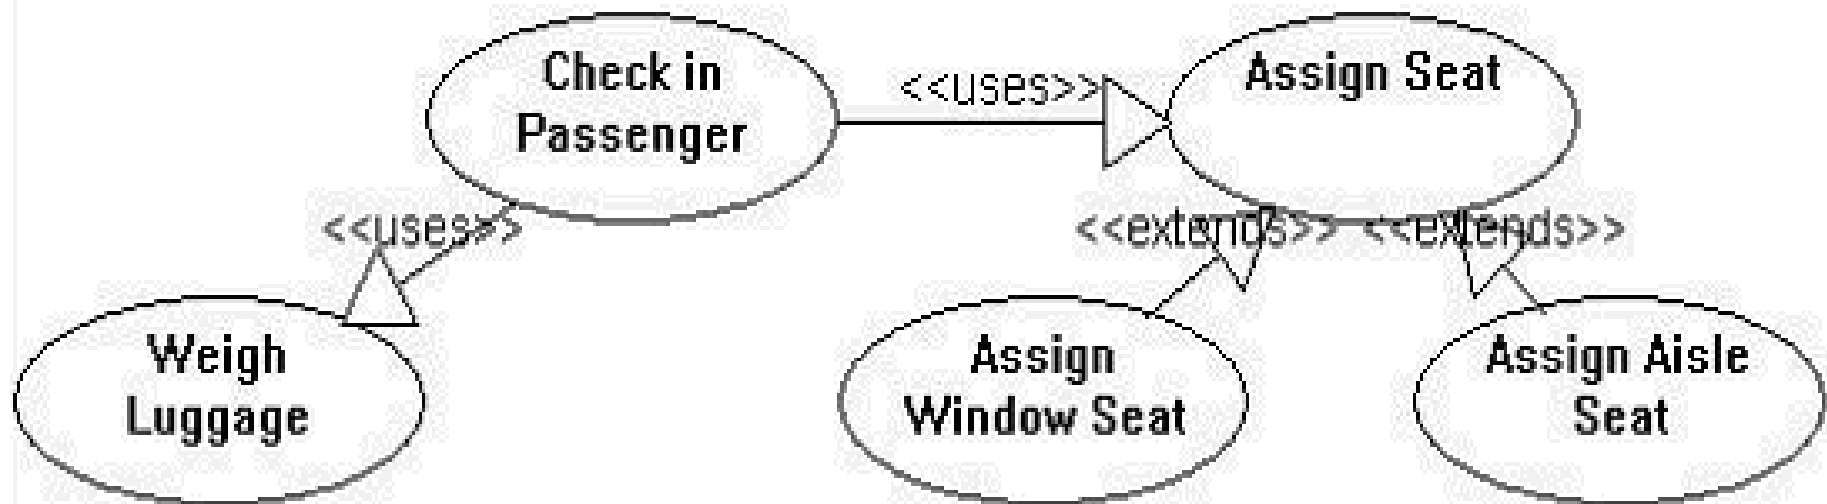 Check in
Passenger
<<uses>>
Assign Seat
<<uses>>
<<extends>>
<<extends>>
Weigh
Luggage
Assign
Window Seat
Assign Aisle
Seat